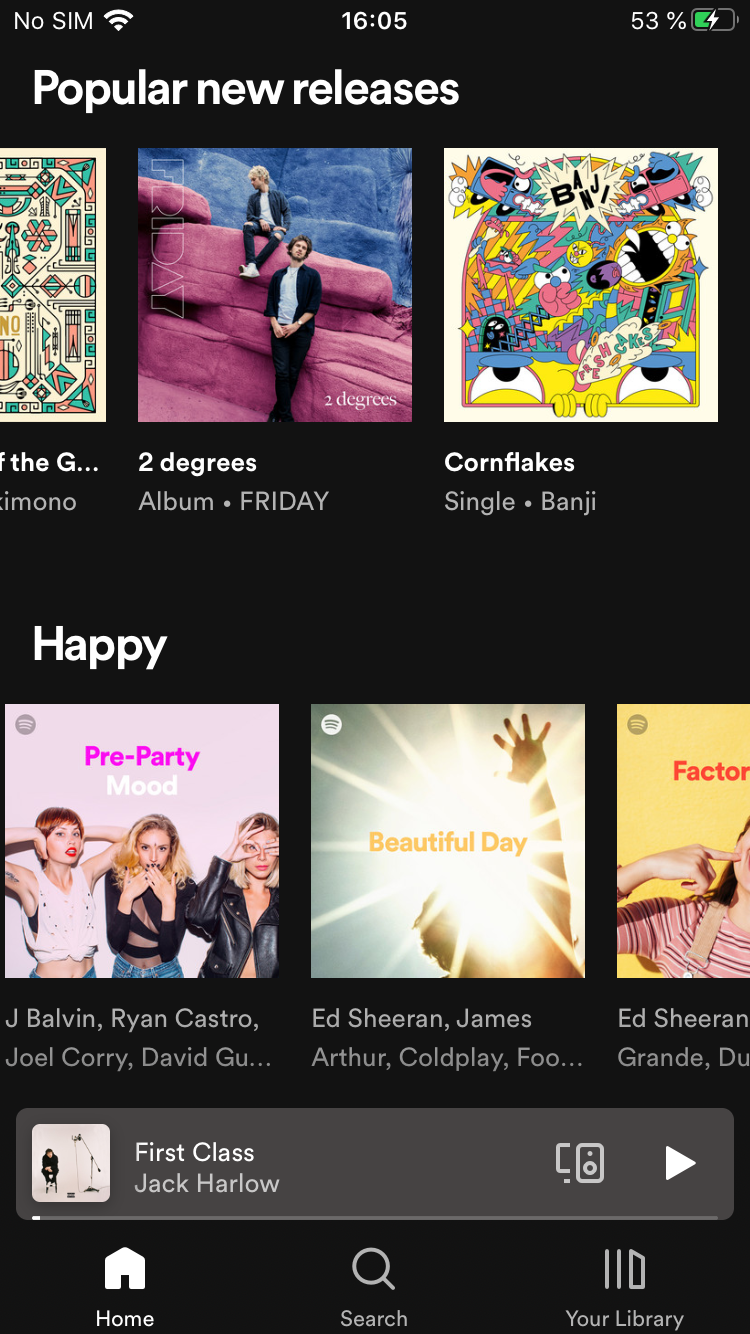 No SIM 16:05 53 %
Popular new releases
FRIDAY
2 degrees
BANJI
FRESH CAKES
NO
f the G... 2 degrees Cornflakes
kimono Album • FRIDAY Single • Banji
Happy
Pre-Party
Mood
Beautiful Day
Factor
J Balvin, Ryan Castro, Ed Sheeran, James Ed Sheeran
Joel Corry, David Gu... Arthur, Coldplay, Foo... Grande, Du
First Class
Jack Harlow
Home Search Your Library